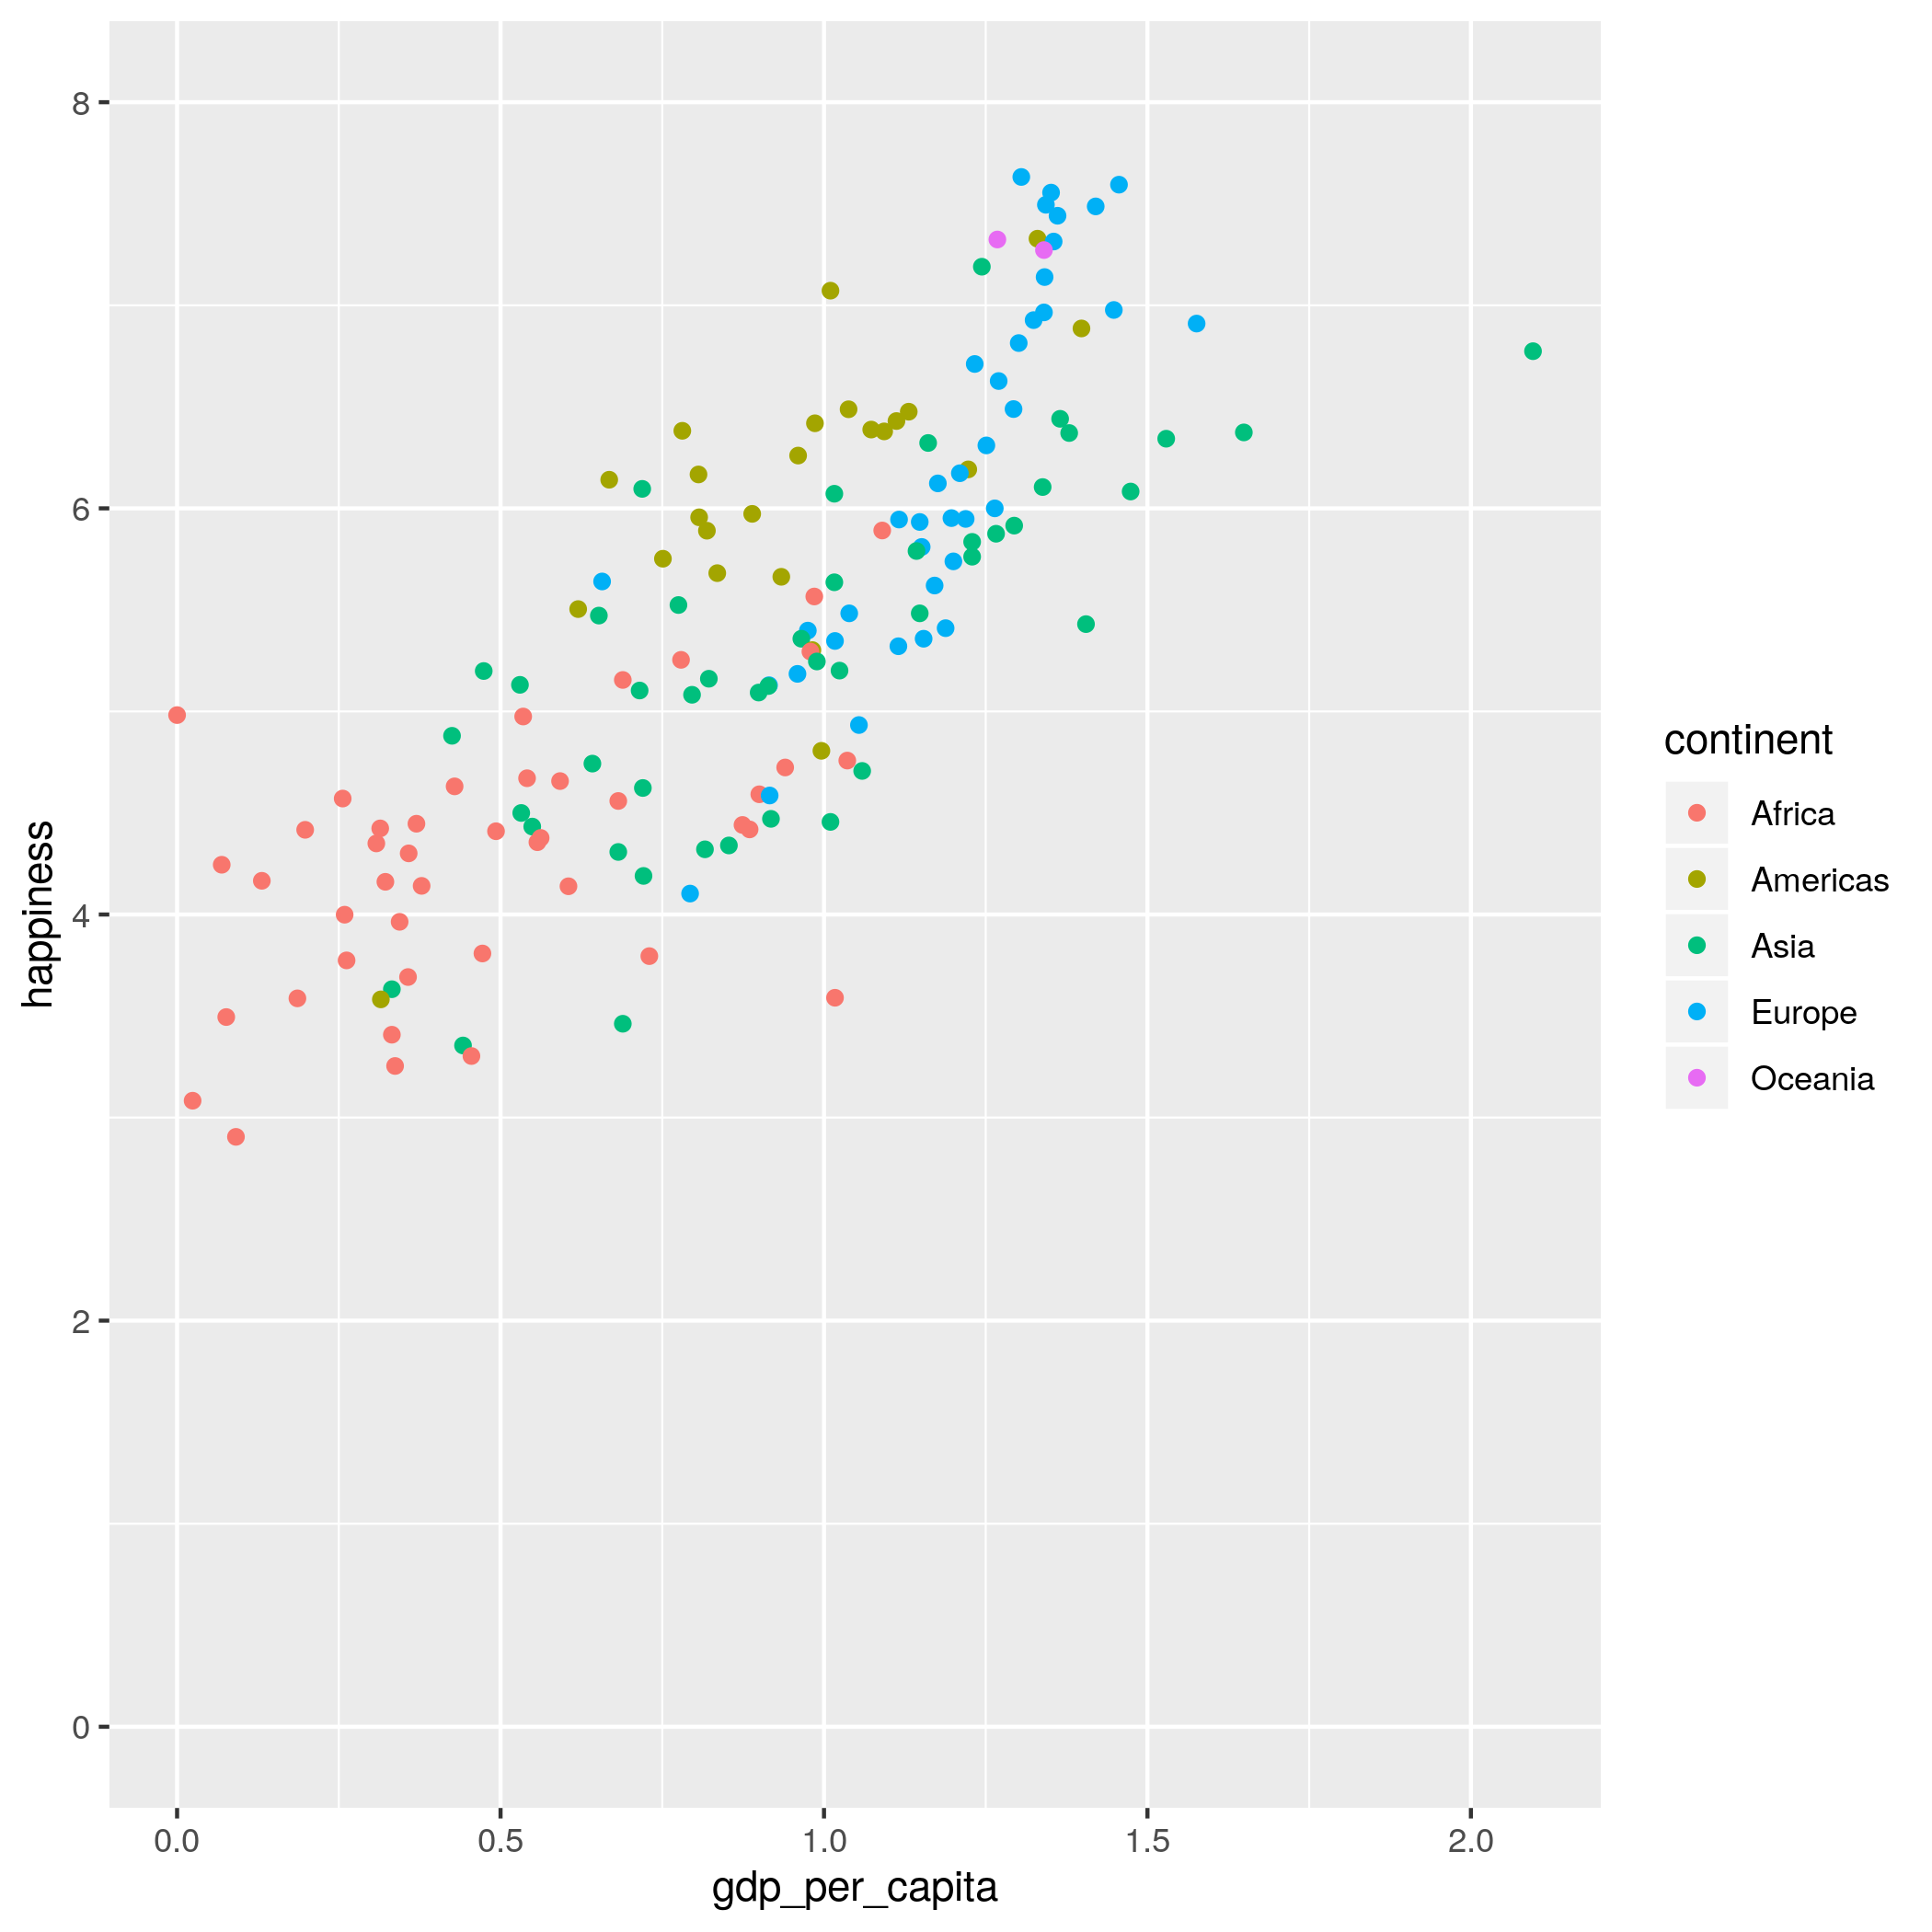 8
6
4
2
0
happiness
0.0 0.5 1.0 1.5 2.0
gdp_per_capita
continent
Africa
Americas
Asia
Europe
Oceania